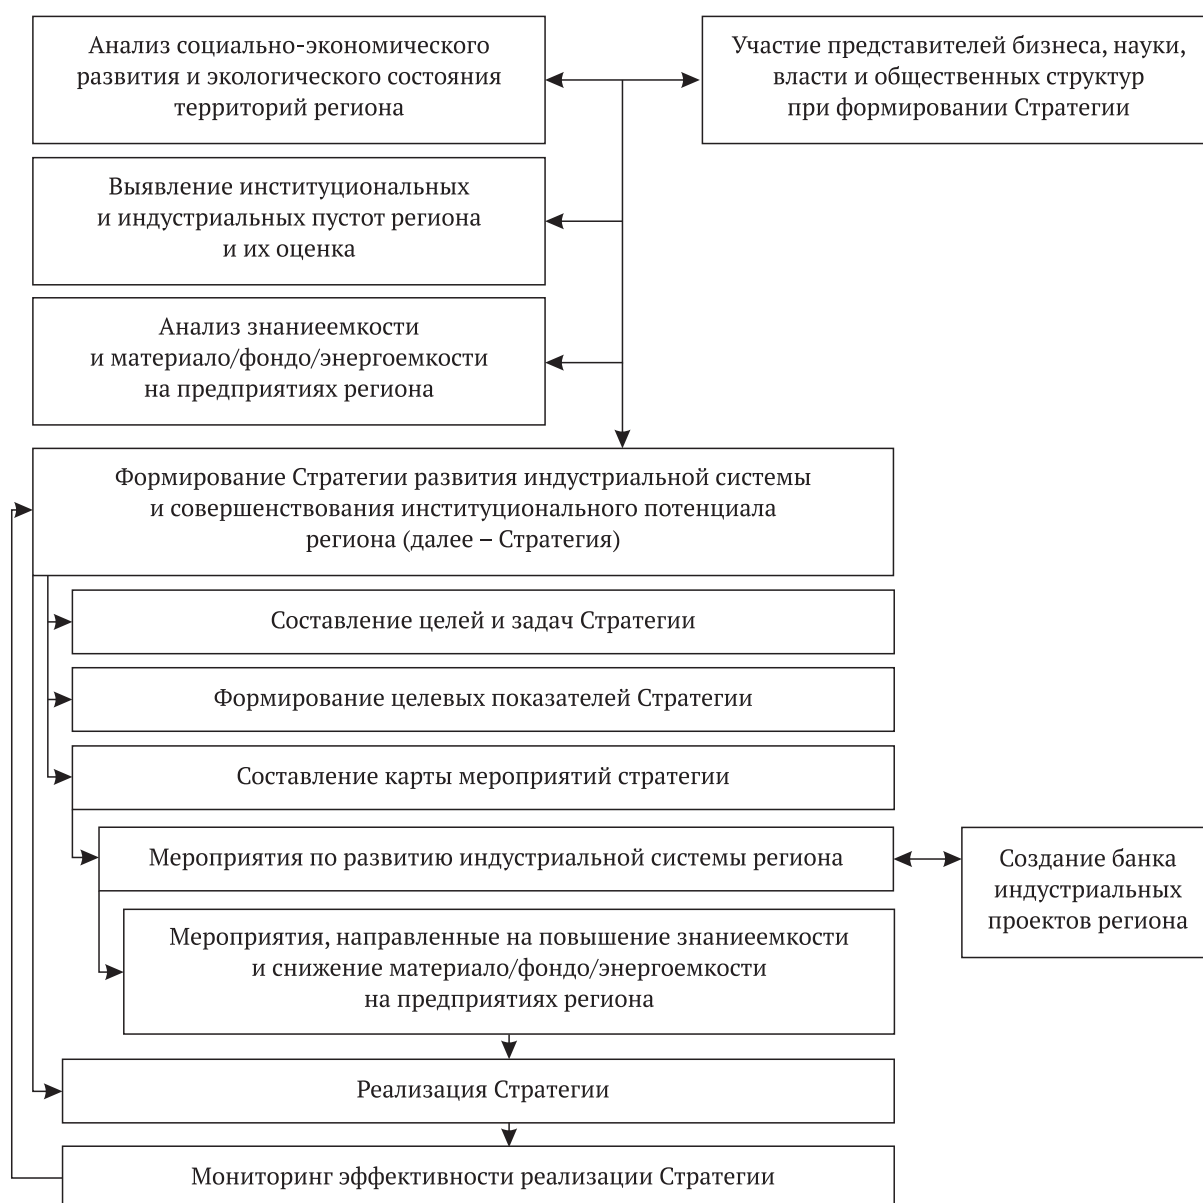 Анализ социально-экономического
развития и экологического состояния
территорий региона
Участие представителей бизнеса, науки,
власти и общественных структур
при формировании Стратегии
Выявление институциональных
и индустриальных пустот региона
и их оценка
Анализ знаниеемкости
и материало/фондо/энергоемкости
на предприятиях региона
Формирование Стратегии развития индустриальной системы
и совершенствования институционального потенциала
региона (далее – Стратегия)
Составление целей и задач Стратегии
Формирование целевых показателей Стратегии
Составление карты мероприятий стратегии
Мероприятия по развитию индустриальной системы региона
Создание банка
индустриальных
проектов региона
Мероприятия, направленные на повышение знаниеемкости
и снижение материало/фондо/энергоемкости
на предприятиях региона
Реализация Стратегии
Мониторинг эффективности реализации Стратегии